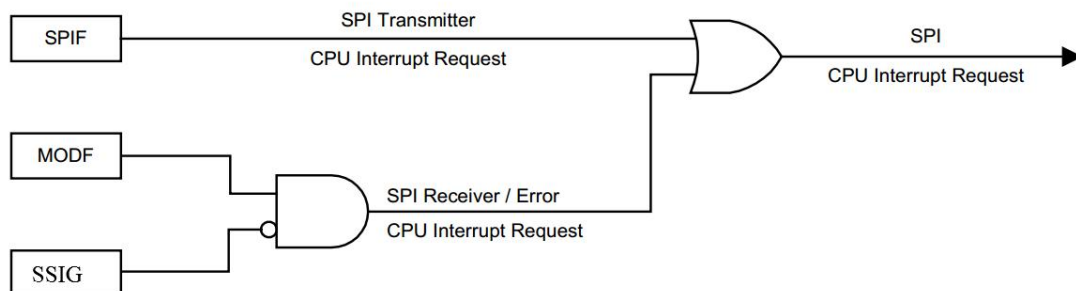 SPIF
SPI Transmitter
CPU Interrupt Request
SPI
CPU Interrupt Request
MODF
SPI Receiver / Error
CPU Interrupt Request
SSIG